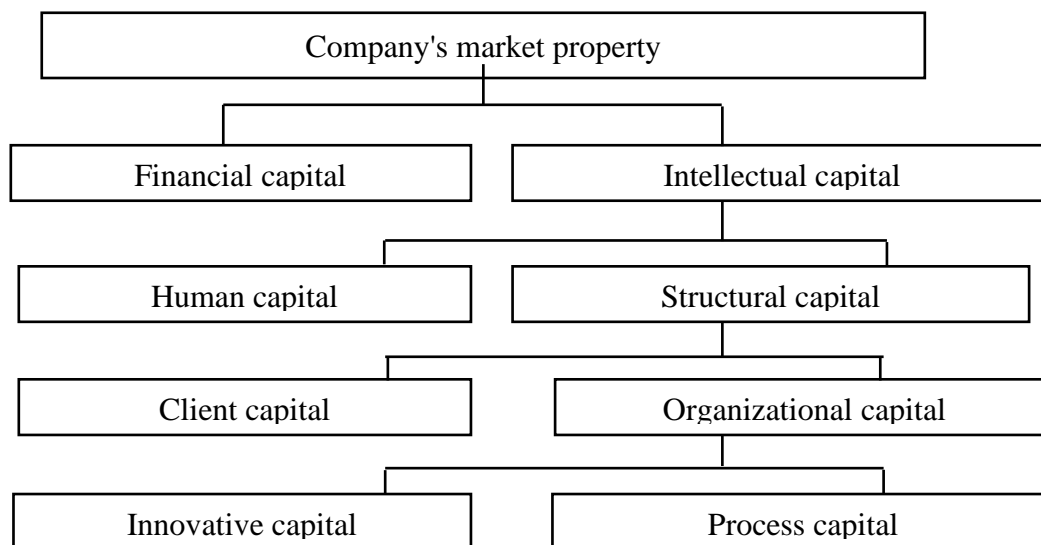 Company's market property
Financial capital
Intellectual capital
Human capital
Structural capital
Client capital
Organizational capital
Innovative capital
Process capital